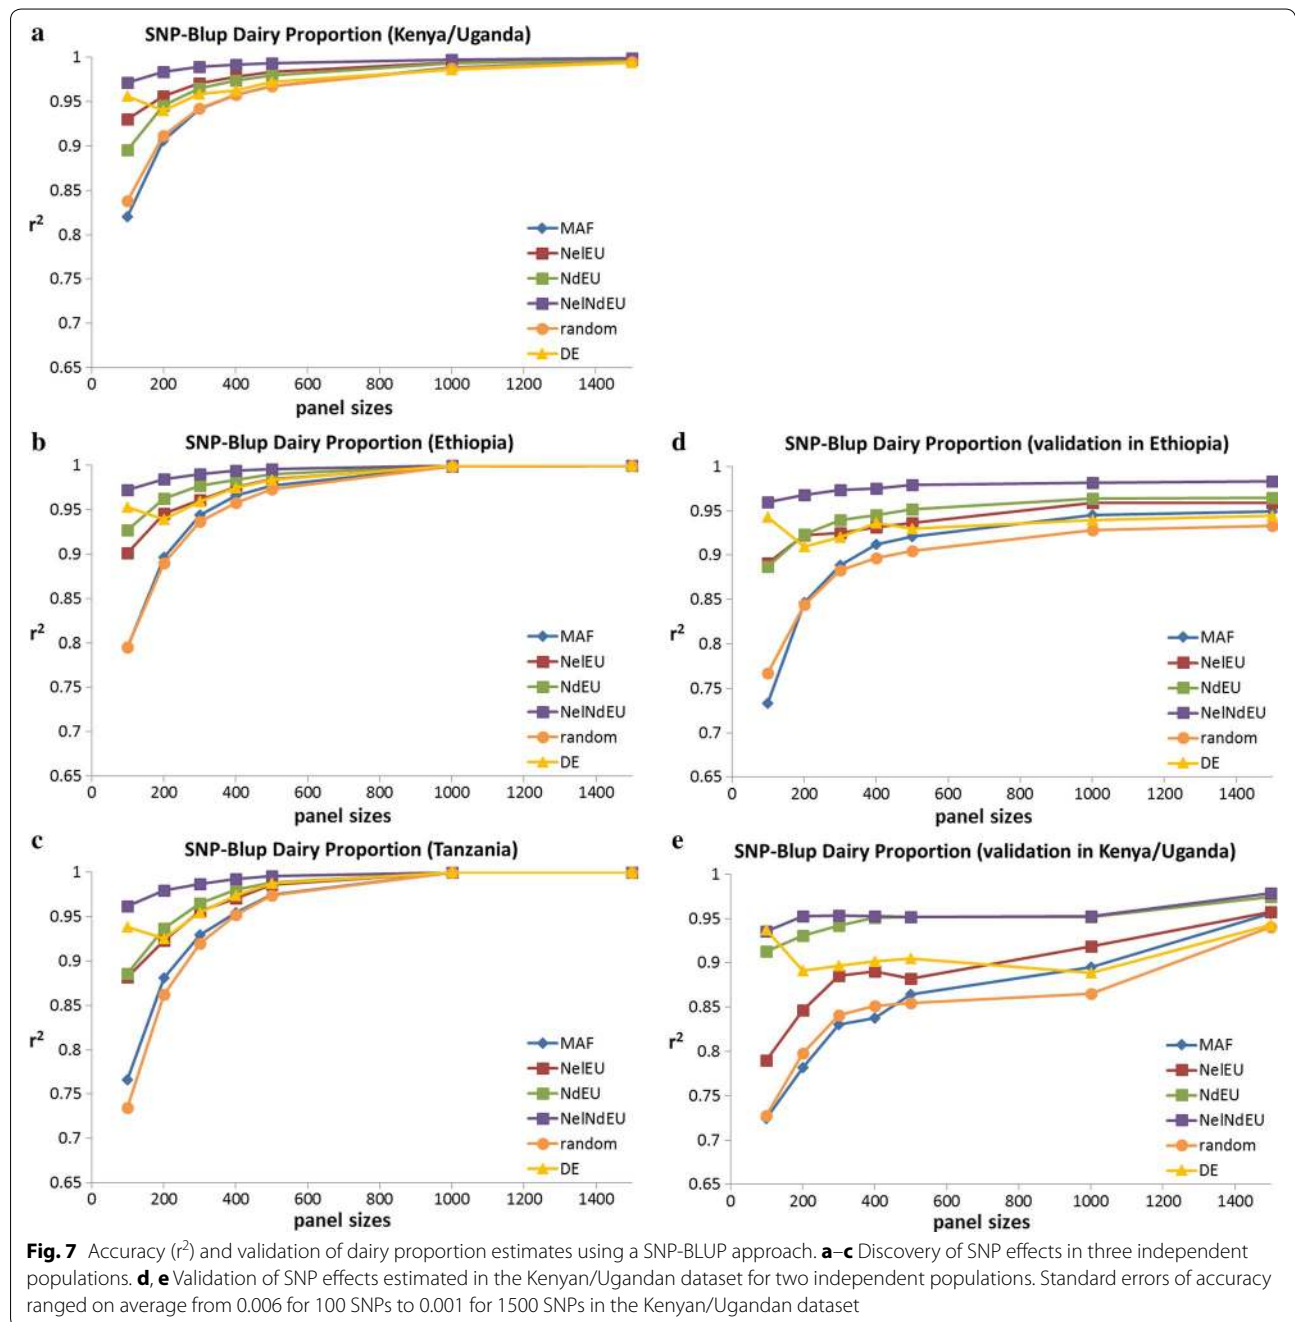 a
SNP-Blup Dairy Proportion (Kenya/Uganda)
1
0.95
0.9
0.85
0.8
0.75
0.7
0.65
r²
0 200 400 600 800 1000 1200 1400
panel sizes
MAF
NelEU
NdEU
NelNdEU
random
DE
b
SNP-Blup Dairy Proportion (Ethiopia)
1
0.95
0.9
0.85
0.8
0.75
0.7
0.65
r²
0 200 400 600 800 1000 1200 1400
panel sizes
MAF
NelEU
NdEU
NelNdEU
random
DE
d
SNP-Blup Dairy Proportion (validation in Ethiopia)
1
0.95
0.9
0.85
0.8
0.75
0.7
0.65
r²
0 200 400 600 800 1000 1200 1400
panel sizes
MAF
NelEU
NdEU
NelNdEU
random
DE
c
SNP-Blup Dairy Proportion (Tanzania)
1
0.95
0.9
0.85
0.8
0.75
0.7
0.65
r²
0 200 400 600 800 1000 1200 1400
panel sizes
MAF
NelEU
NdEU
NelNdEU
random
DE
e
SNP-Blup Dairy Proportion (validation in Kenya/Uganda)
1
0.95
0.9
0.85
0.8
0.75
0.7
0.65
r²
0 200 400 600 800 1000 1200 1400
panel sizes
MAF
NelEU
NdEU
NelNdEU
random
DE
Fig. 7 Accuracy (r²) and validation of dairy proportion estimates using a SNP-BLUP approach. a–c Discovery of SNP effects in three independent
populations. d, e Validation of SNP effects estimated in the Kenyan/Ugandan dataset for two independent populations. Standard errors of accuracy
ranged on average from 0.006 for 100 SNPs to 0.001 for 1500 SNPs in the Kenyan/Ugandan dataset